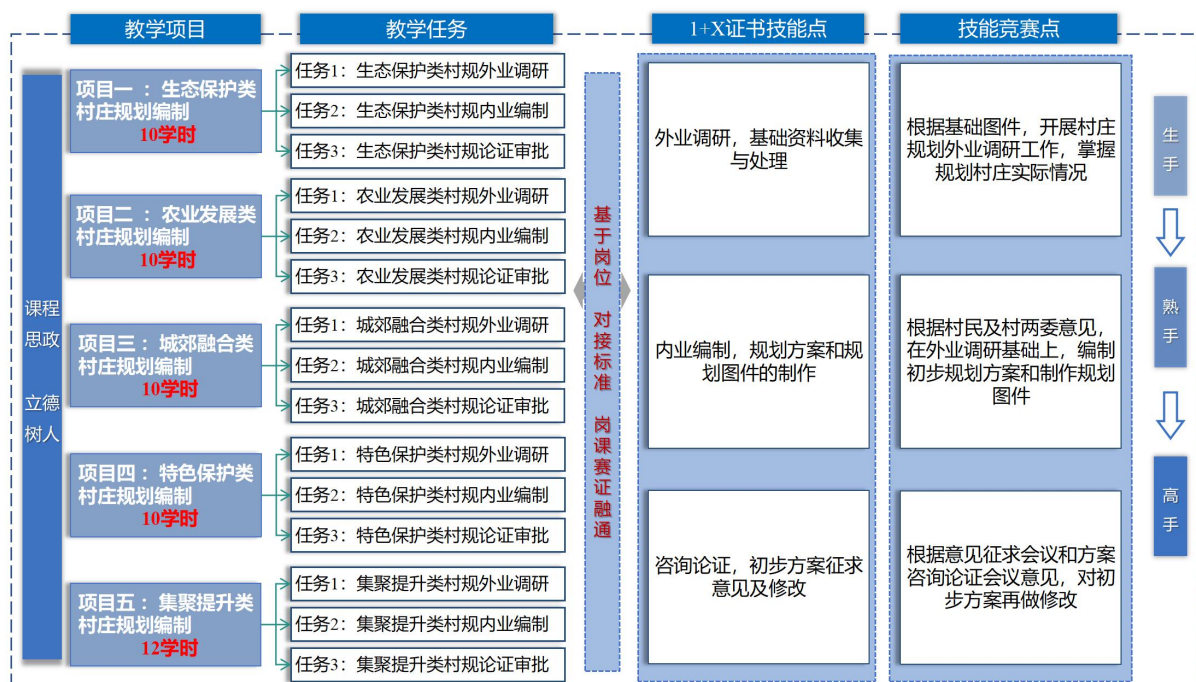 教学项目
教学任务
1+X证书技能点
技能竞赛点
课程
思政
立德
树人
项目一 ：生态保护类
村庄规划编制
10学时
任务1：生态保护类村规外业调研
任务2：生态保护类村规内业编制
任务3：生态保护类村规论证审批
项目二 ：农业发展类
村庄规划编制
10学时
任务1：农业发展类村规外业调研
任务2：农业发展类村规内业编制
任务3：农业发展类村规论证审批
项目三：城郊融合类
村庄规划编制
10学时
任务1：城郊融合类村规外业调研
任务2：城郊融合类村规内业编制
任务3：城郊融合类村规论证审批
项目四：特色保护类
村庄规划编制
10学时
任务1：特色保护类村规外业调研
任务2：特色保护类村规内业编制
任务3：特色保护类村规论证审批
项目五：集聚提升类
村庄规划编制
12学时
任务1：集聚提升类村规外业调研
任务2：集聚提升类村规内业编制
任务3：集聚提升类村规论证审批
基于岗位 对接标准 岗课赛证融通
外业调研，基础资料收集
与处理
内业编制，规划方案和规
划图件的制作
咨询论证，初步方案征求
意见及修改
根据基础图件，开展村庄
规划外业调研工作，掌握
规划村庄实际情况
根据村民及村两委意见，
在外业调研基础上，编制
初步规划方案和制作规划
图件
根据意见征求会议和方案
咨询论证会议意见，对初
步方案再做修改
生手
熟手
高手